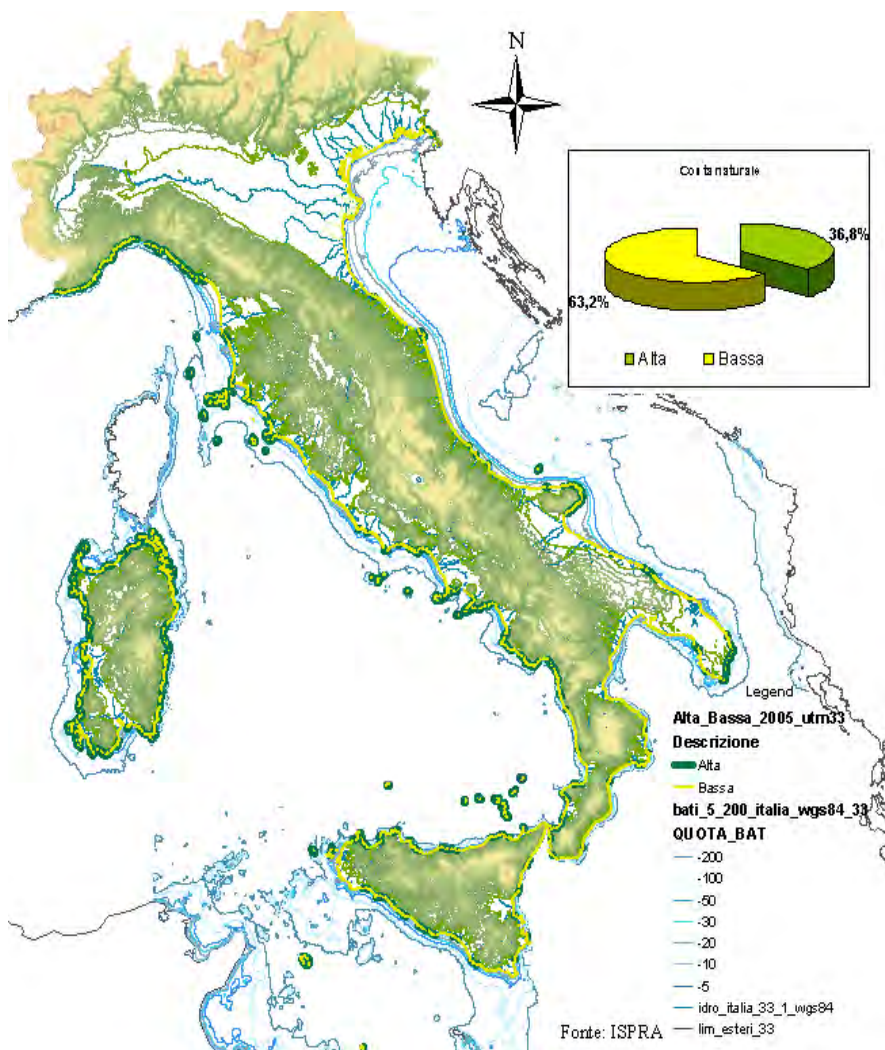 N
Costa naturale
36,8%
63,2%
Alta
Bassa
Legend
Alta_Bassa_2005_utm33
Descrizione
Alta
Bassa
bati_5_200_italia_wgs84_33
QUOTA_BAT
-200
-100
-50
-30
-20
-10
-5
idro_italia_33_1_wgs84
lim_esteri_33
Fonte: ISPRA